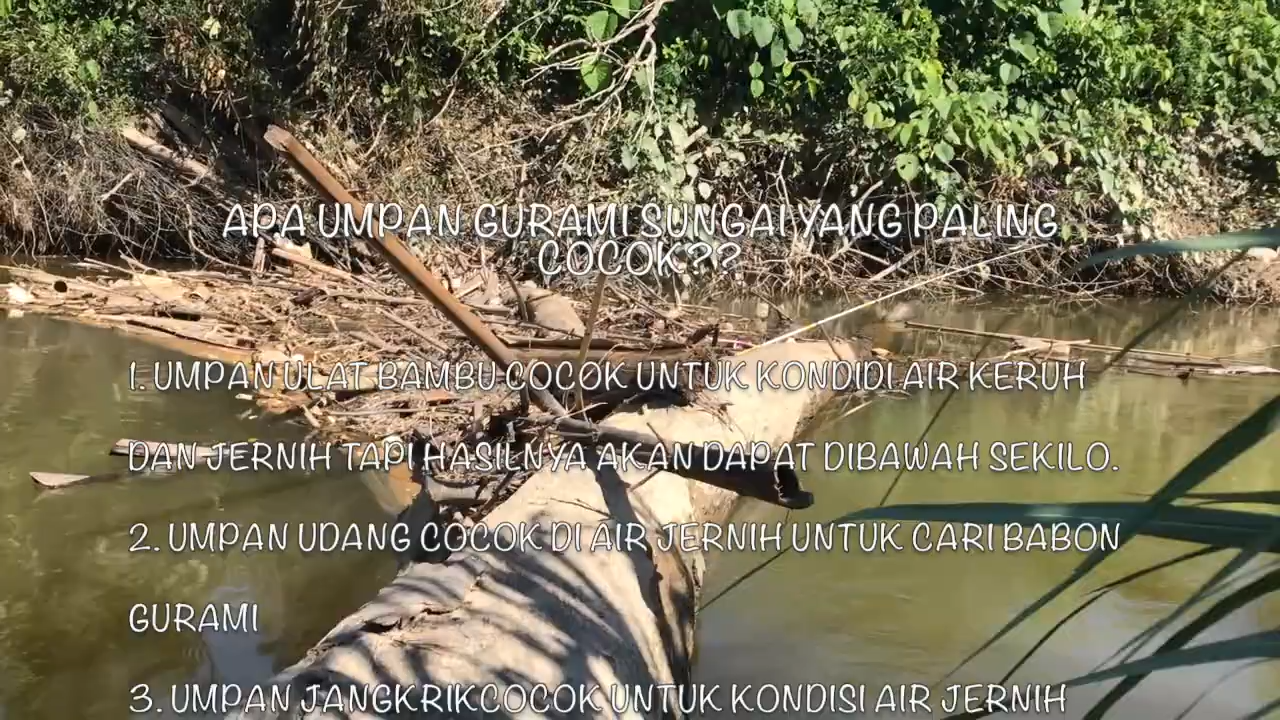 APA UMPAN GURAMI SUNGAI YANG PALING
COCOK??
1. UMPAN ULAT BAMBU COCOK UNTUK KONDIDI AIR KERUH
DAN JERNIH TAPI HASILNYA AKAN DAPAT DIBAWAH SEKILO.
2. UMPAN UDANG COCOK DI AIR JERNIH UNTUK CARI BABON
GURAMI
3. UMPAN JANGKRIK COCOK UNTUK KONDISI AIR JERNIH